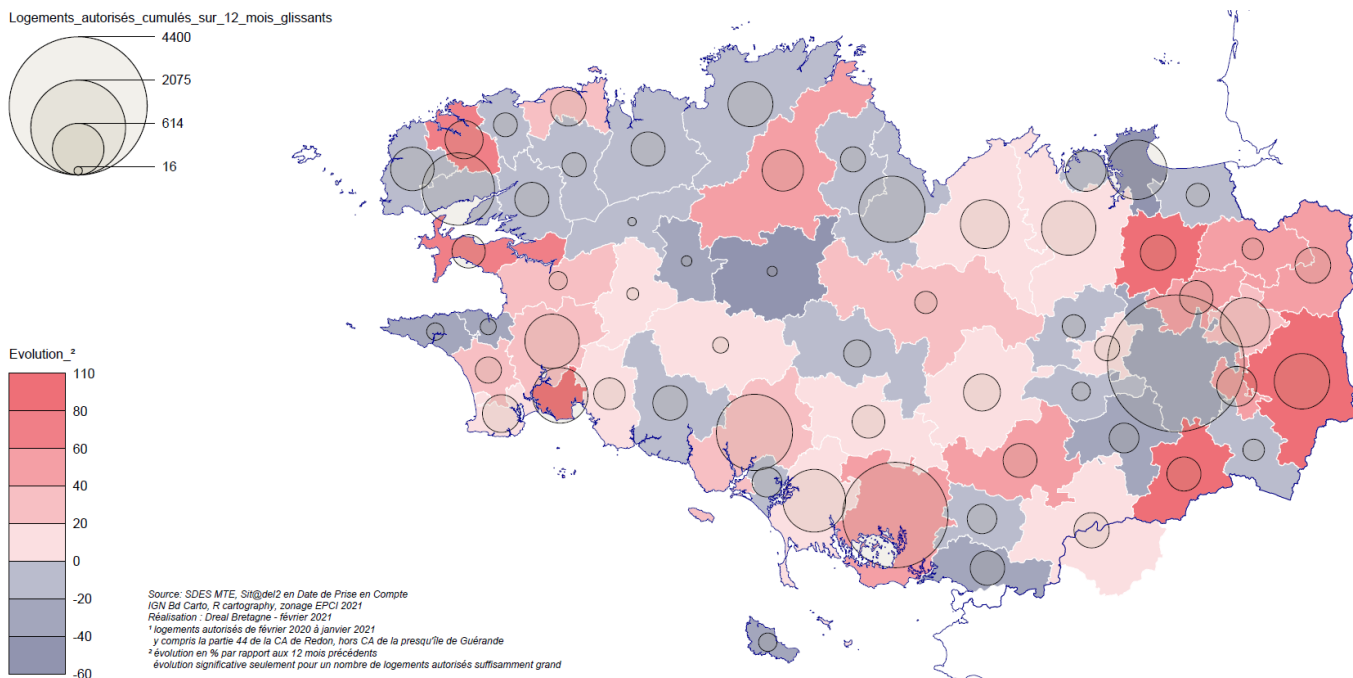 Logements_autorisés_cumulés_sur_12_mois_glissants
4400
2075
614
16
Evolution_²
110
80
60
40
20
0
-20
-40
-60
Source: SDES MTE, Sit@del2 en Date de Prise en Compte
IGN Bd Carto, R cartography, zonage EPCI 2021
Réalisation : Dreal Bretagne - février 2021
¹ logements autorisés de février 2020 à janvier 2021
y compris la partie 44 de la CA de Redon, hors CA de la presqu'île de Guérande
² évolution en % par rapport aux 12 mois précédents
évolution significative seulement pour un nombre de logements autorisés suffisamment grand